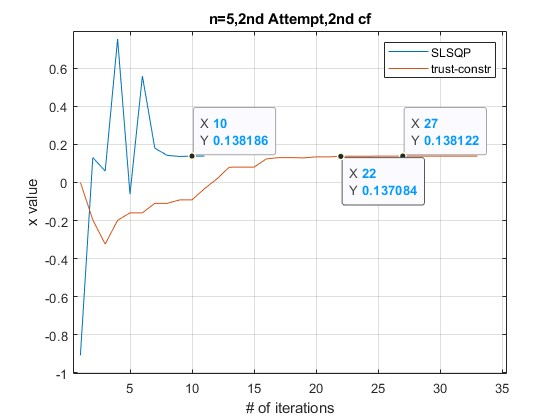 n=5,2nd Attempt,2nd cf
SLSQP
trust-constr
X 10
Y 0.138186
X 27
Y 0.138122
X 22
Y 0.137084
0.6
0.4
0.2
0
-0.2
-0.4
-0.6
-0.8
-1
x value
5
10
15
20
25
30
35
# of iterations